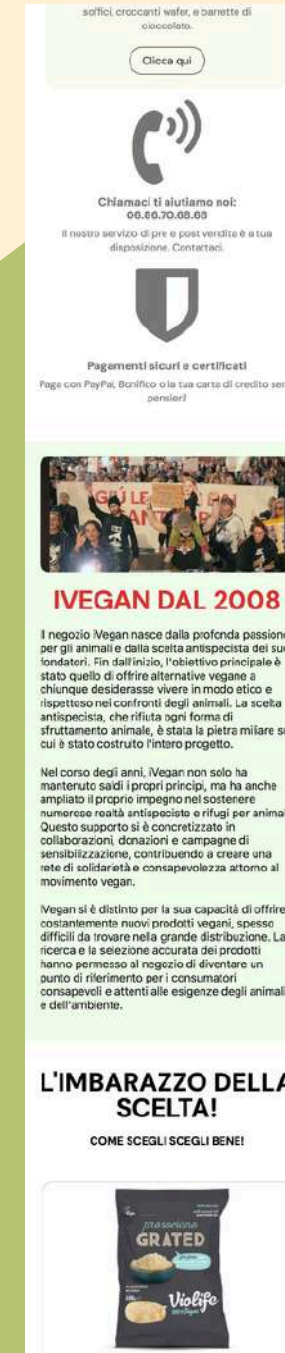 soffici, croccanti wafer, e barrette di
cioccolato.
Clicca qui
Chiamaci ti aiutiamo noi:
06.86.70.68.68
Il nostro servizio di pre e post vendita è a tua
disposizione. Contattaci.
Pagamenti sicuri e certificati
Paga con PayPal, Bonifico o la tua carta di credito sen
pensieri!
GIÙ LE
IVEGAN DAL 2008
Il negozio iVegan nasce dalla profonda passione
per gli animali e dalla scelta antispecista dei suoi
fondatori. Fin dall'inizio, l'obiettivo principale è
stato quello di offrire alternative vegane a
chiunque desiderasse vivere in modo etico e
rispettoso nei confronti degli animali. La scelta
antispecista, che rifiuta ogni forma di
sfruttamento animale, è stata la pietra miliare su
cui è stato costruito l'intero progetto.
Nel corso degli anni, iVegan non solo ha
mantenuto saldi i propri principi, ma ha anche
ampliato il proprio impegno nel sostenere
numerose realtà antispeciste e rifugi per animal
Questo supporto si è concretizzato in
collaborazioni, donazioni e campagne di
sensibilizzazione, contribuendo a creare una
rete di solidarietà e consapevolezza attorno al
movimento vegan.
iVegan si è distinto per la sua capacità di offrire
costantemente nuovi prodotti vegani, spesso
difficili da trovare nella grande distribuzione. La
ricerca e la selezione accurata dei prodotti
hanno permesso al negozio di diventare un
punto di riferimento per i consumatori
consapevoli e attenti alle esigenze degli animali
e dell'ambiente.
L'IMBARAZZO DELLA
SCELTA!
COME SCEGLI SCEGLI BENE!
prosociano
GRATED
Violife